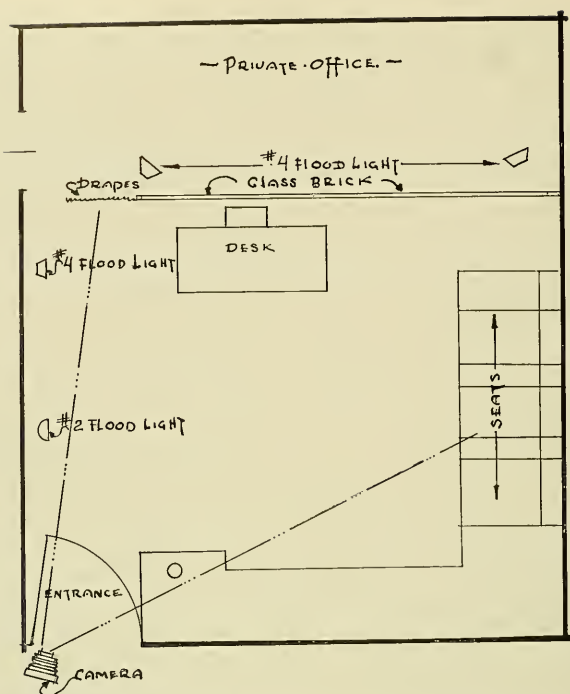 — PRIVATE · OFFICE. —
#4 FLOOD LIGHT
DRAPES
GLASS BRICK
DESK
#4 FLOOD LIGHT
SEATS
#2 FLOOD LIGHT
ENTRANCE
CAMERA